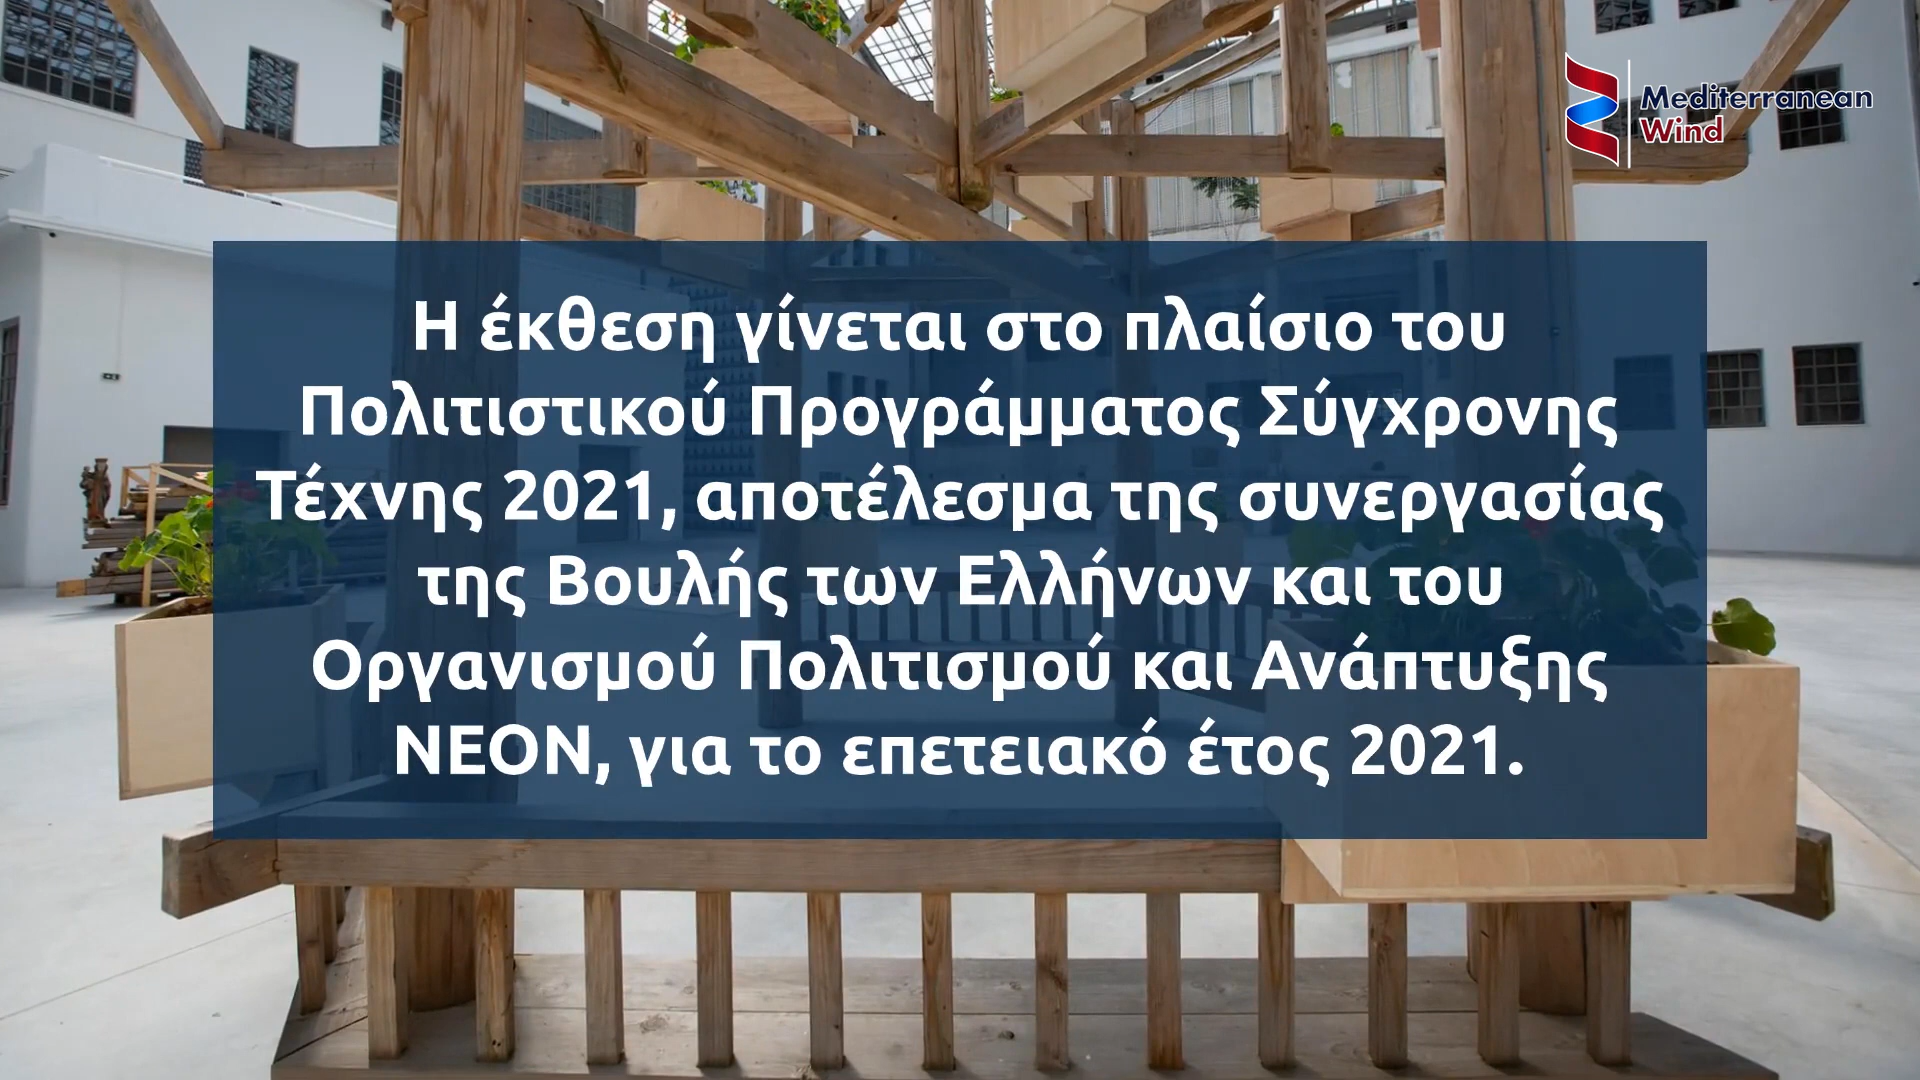 Mediterranean
Wind
Η έκθεση γίνεται στο πλαίσιο του
Πολιτιστικού Προγράμματος Σύγχρονης
Τέχνης 2021, αποτέλεσμα της συνεργασίας
της Βουλής των Ελλήνων και του
Οργανισμού Πολιτισμού και Ανάπτυξης
ΝΕΟΝ, για το επετειακό έτος 2021.